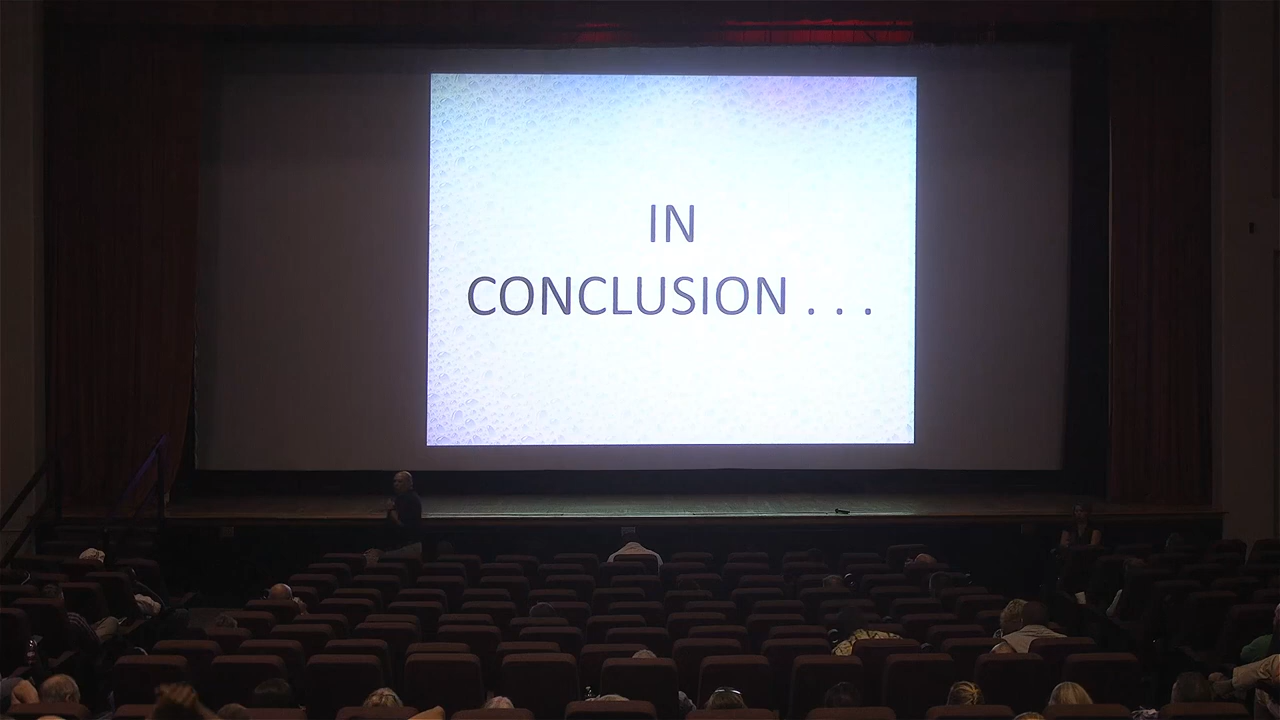 IN
CONCLUSION . . .